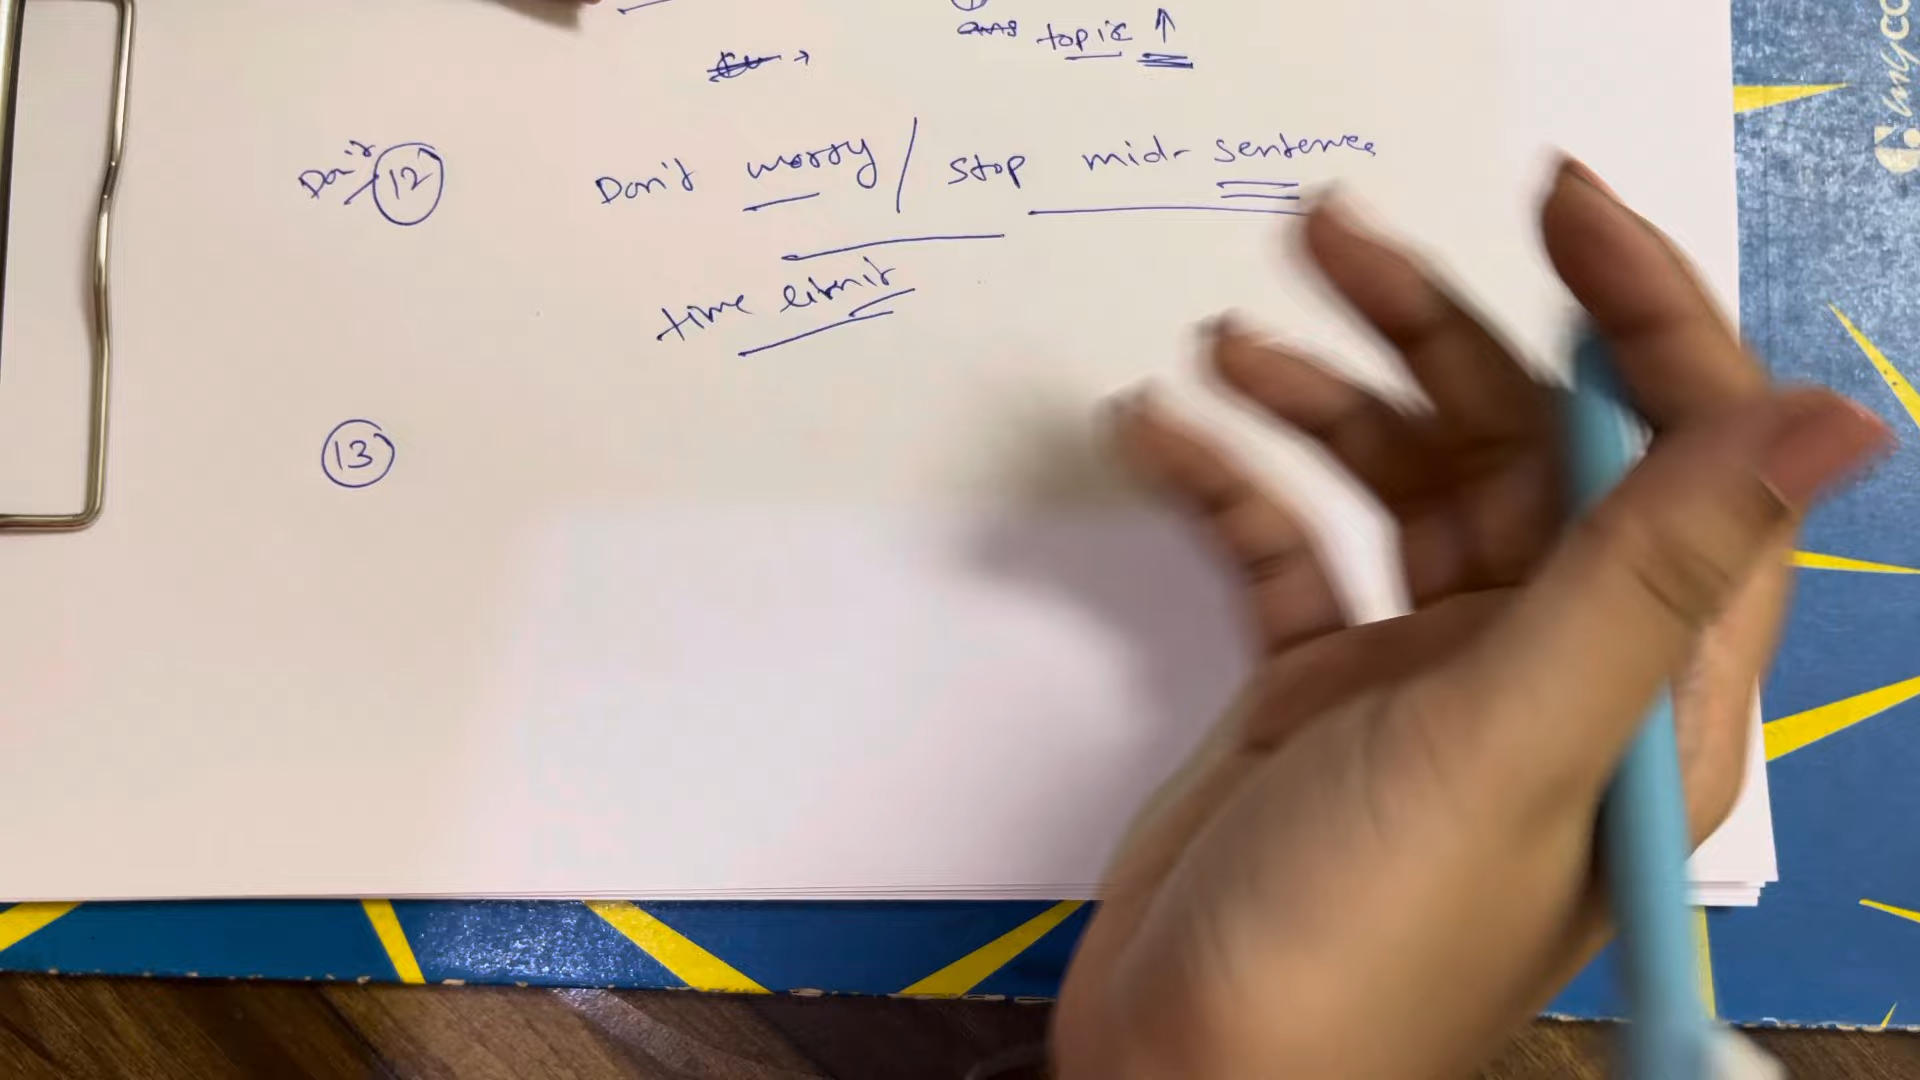 topic ↑
→
Don't 12 Don't worry / stop mid-sentence
time limit
13